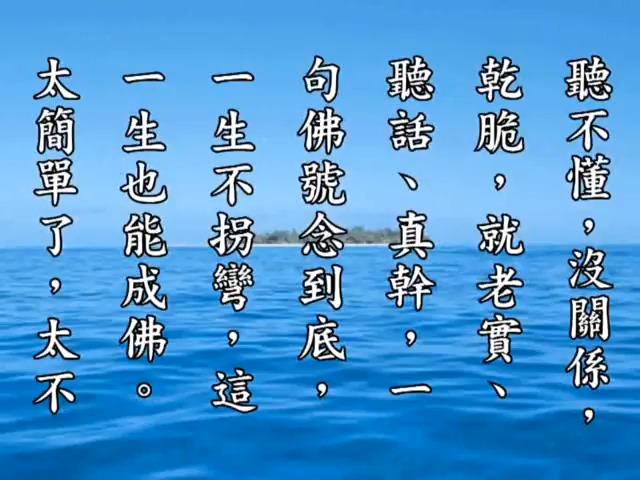 聽不懂，沒關係，
乾脆，就老實、
聽話、真幹，一
句佛號念到底，
一生不拐彎，這
一生也能成佛。
太簡單了，太不